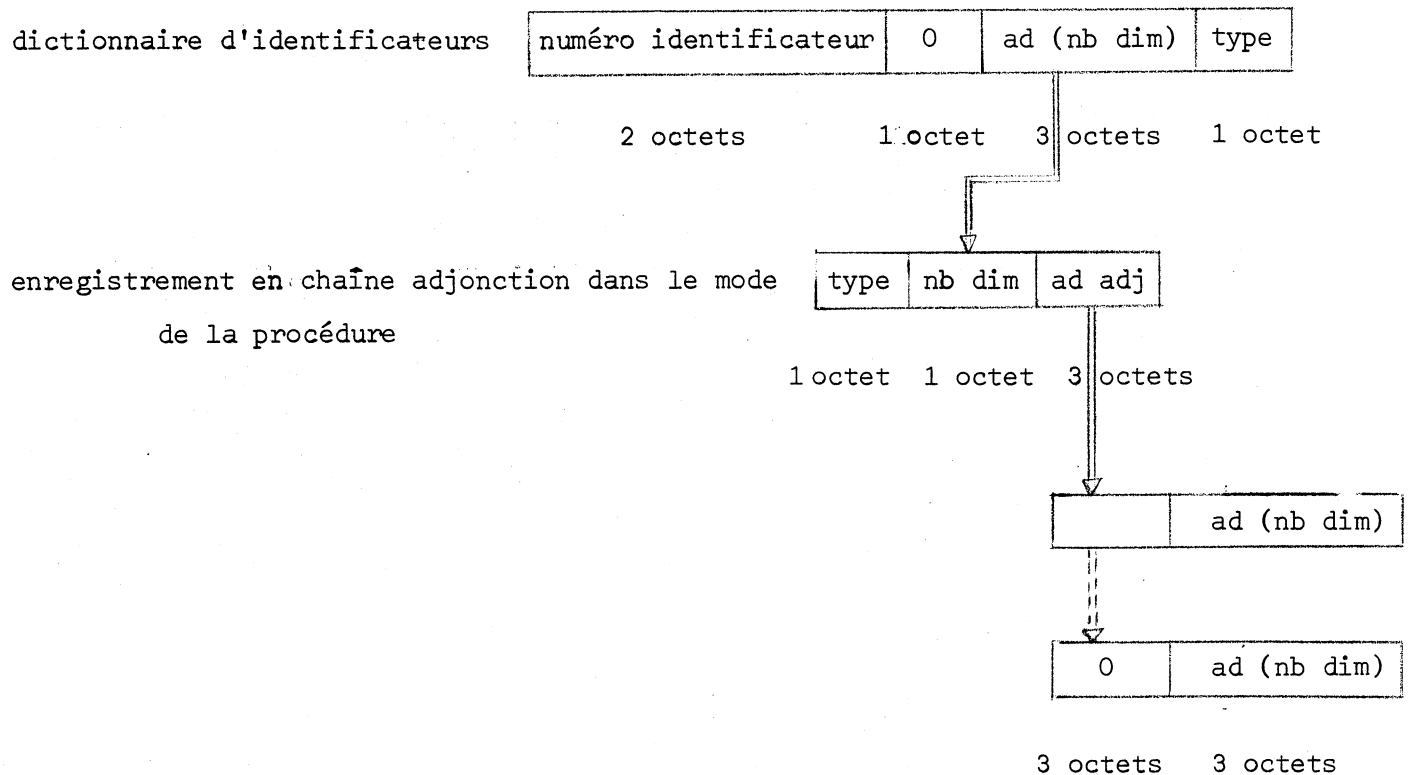 dictionnaire d'identificateurs numéro identificateur 0 ad (nb dim) type
2 octets 1 octet 3 octets 1 octet
enregistrement en chaîne adjonction dans le mode type nb dim ad adj
de la procédure
1 octet 1 octet 3 octets
ad (nb dim)
0 ad (nb dim)
3 octets 3 octets